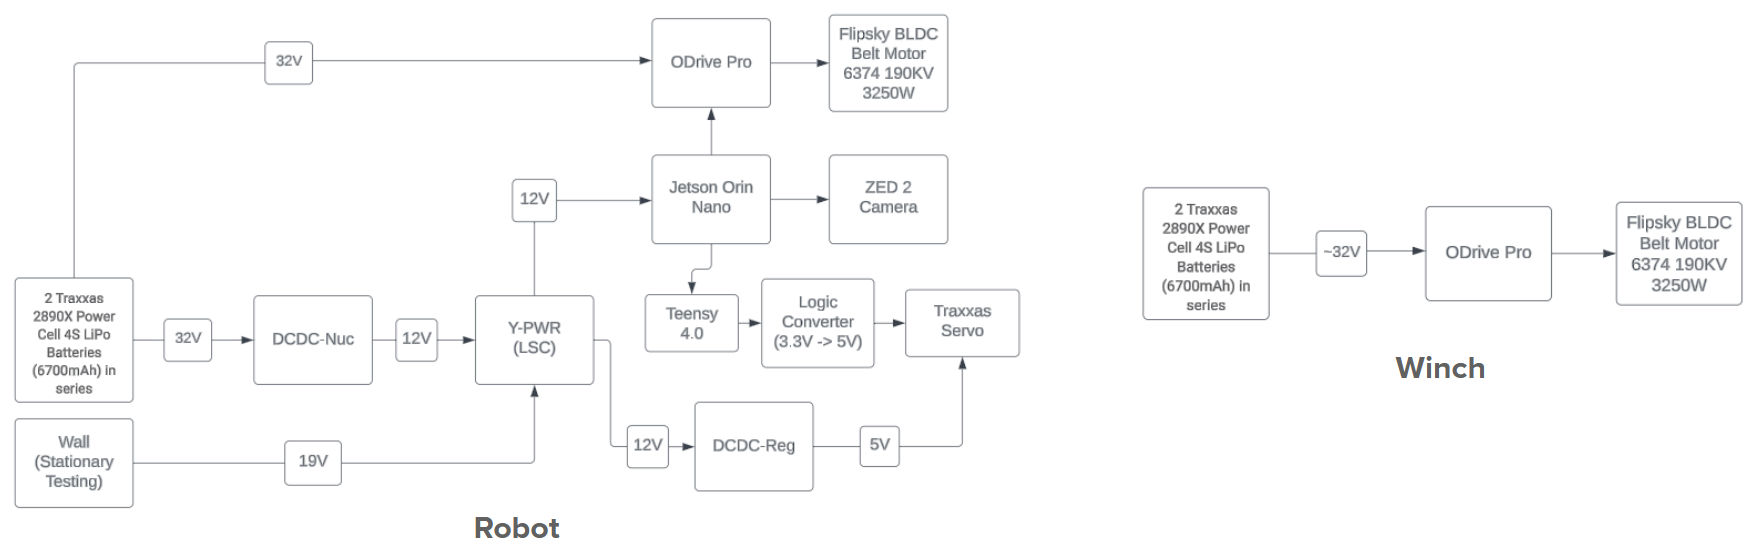 32V
ODrive Pro
Flipsky BLDC
Belt Motor
6374 190KV
3250W
12V
Jetson Orin
Nano
ZED 2
Camera
2 Traxxas
2890X Power
Cell 4S LiPo
Batteries
(6700mAh) in
series
32V
DCDC-Nuc
12V
Y-PWR
(LSC)
Teensy
4.0
Logic
Converter
(3.3V -> 5V)
Traxxas
Servo
Wall
(Stationary
Testing)
19V
12V
DCDC-Reg
5V
Robot
2 Traxxas
2890X Power
Cell 4S LiPo
Batteries
(6700mAh) in
series
~32V
ODrive Pro
Flipsky BLDC
Belt Motor
6374 190KV
3250W
Winch